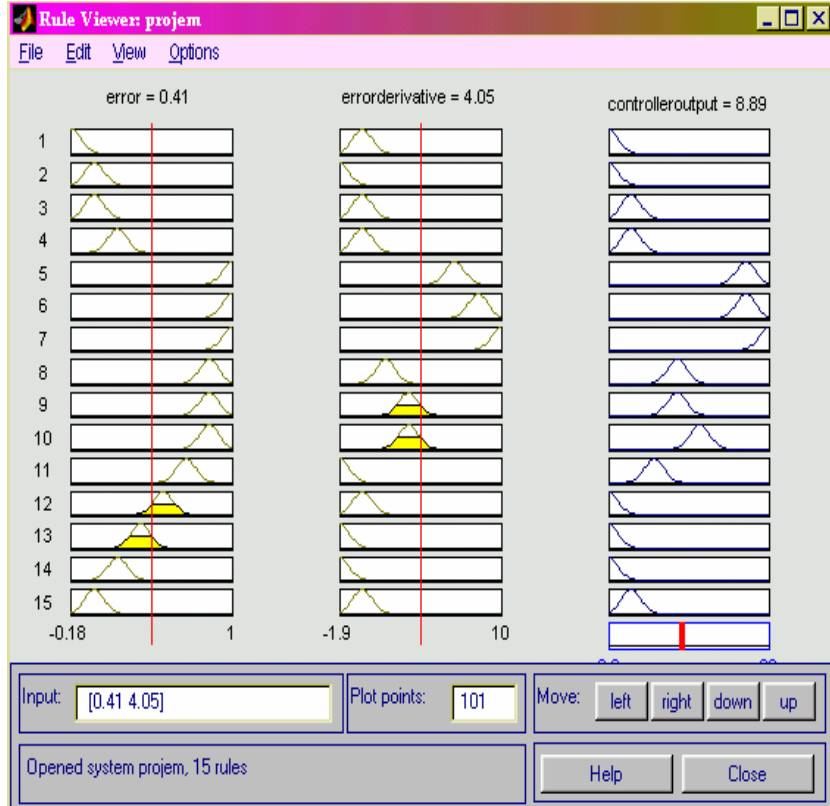 Rule Viewer: projem
File Edit View Options
error = 0.41
errorderivative = 4.05
controlleroutput = 8.89
1
2
3
4
5
6
7
8
9
10
11
12
13
14
15
-0.18 1
-1.9 10
Input: [0.41 4.05]
Plot points: 101
Move: left right down up
Opened system projem, 15 rules
Help Close